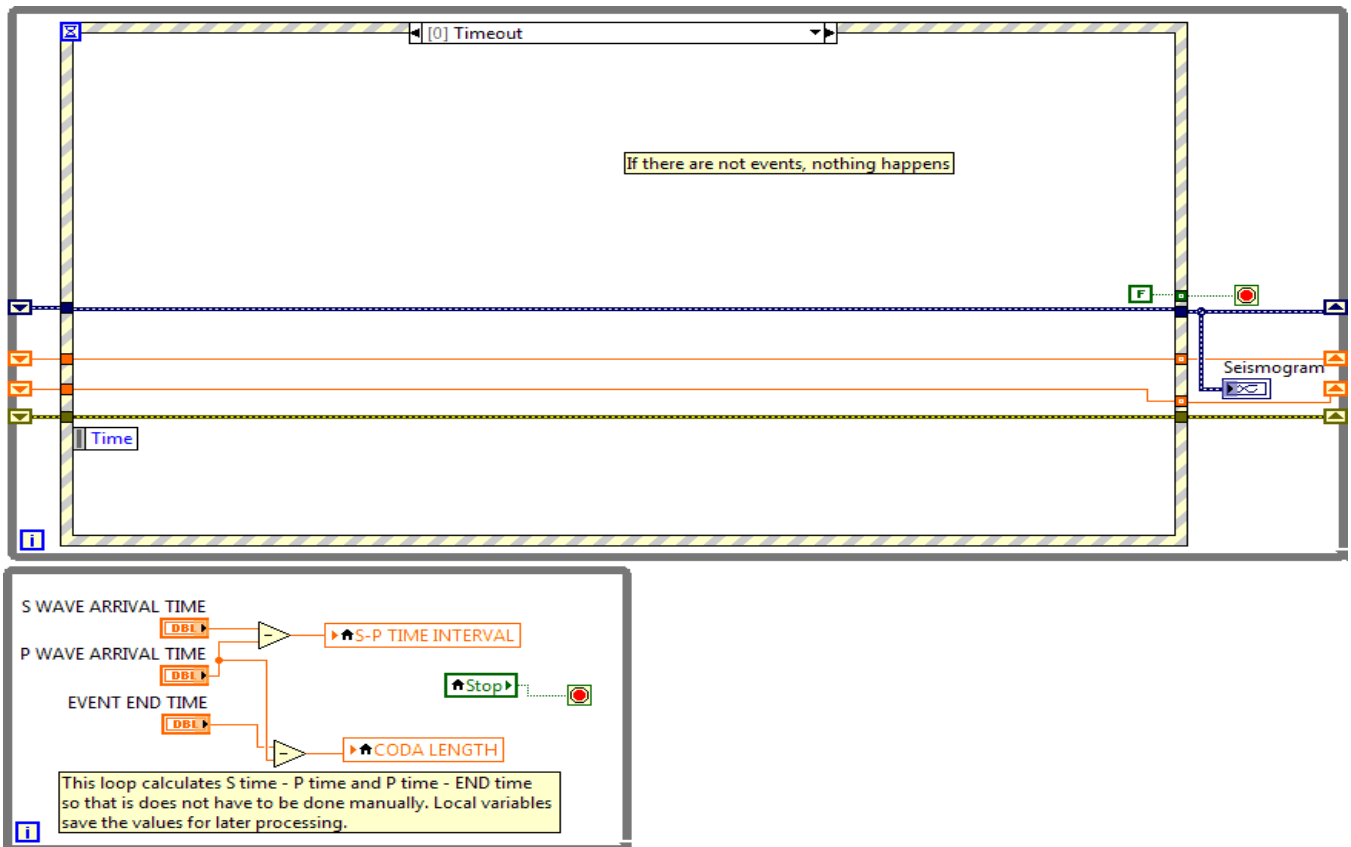 [0] Timeout
If there are not events, nothing happens
F
Seismogram
Time
i
S WAVE ARRIVAL TIME
DBL
S-P TIME INTERVAL
P WAVE ARRIVAL TIME
DBL
Stop
EVENT END TIME
DBL
CODA LENGTH
This loop calculates S time - P time and P time - END time
so that is does not have to be done manually. Local variables
save the values for later processing.
i